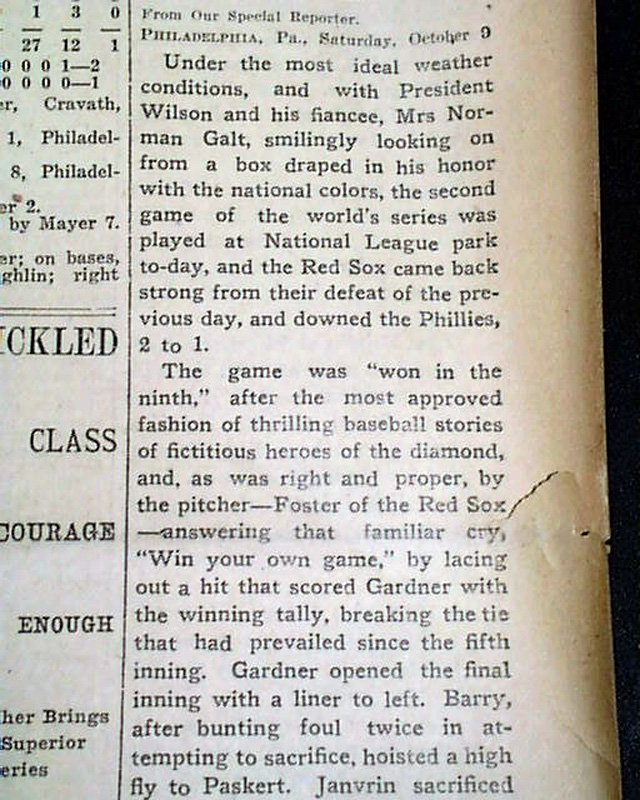 1 3 0
27 12 1
0 0 0 1—2
0 0 0 0—1
er, Cravath,
1, Philadel-
8, Philadel-
er 2.
by Mayer 7.
er; on bases,
ghlin; right
ICKLED
CLASS
COURAGE
ENOUGH
her Brings
Superior
eries
From Our Special Reporter.
PHILADELPHIA, Pa., Saturday, October 9
Under the most ideal weather
conditions, and with President
Wilson and his fiancee, Mrs Nor-
man Galt, smilingly looking on
from a box draped in his honor
with the national colors, the second
game of the world's series was
played at National League park
to-day, and the Red Sox came back
strong from their defeat of the pre-
vious day, and downed the Phillies,
2 to 1.
The game was "won in the
ninth," after the most approved
fashion of thrilling baseball stories
of fictitious heroes of the diamond,
and, as was right and proper, by
the pitcher—Foster of the Red Sox
—answering that familiar cry,
"Win your own game," by lacing
out a hit that scored Gardner with
the winning tally, breaking the tie
that had prevailed since the fifth
inning. Gardner opened the final
inning with a liner to left. Barry,
after bunting foul twice in at-
tempting to sacrifice, hoisted a high
fly to Paskert. Janvrin sacrificed